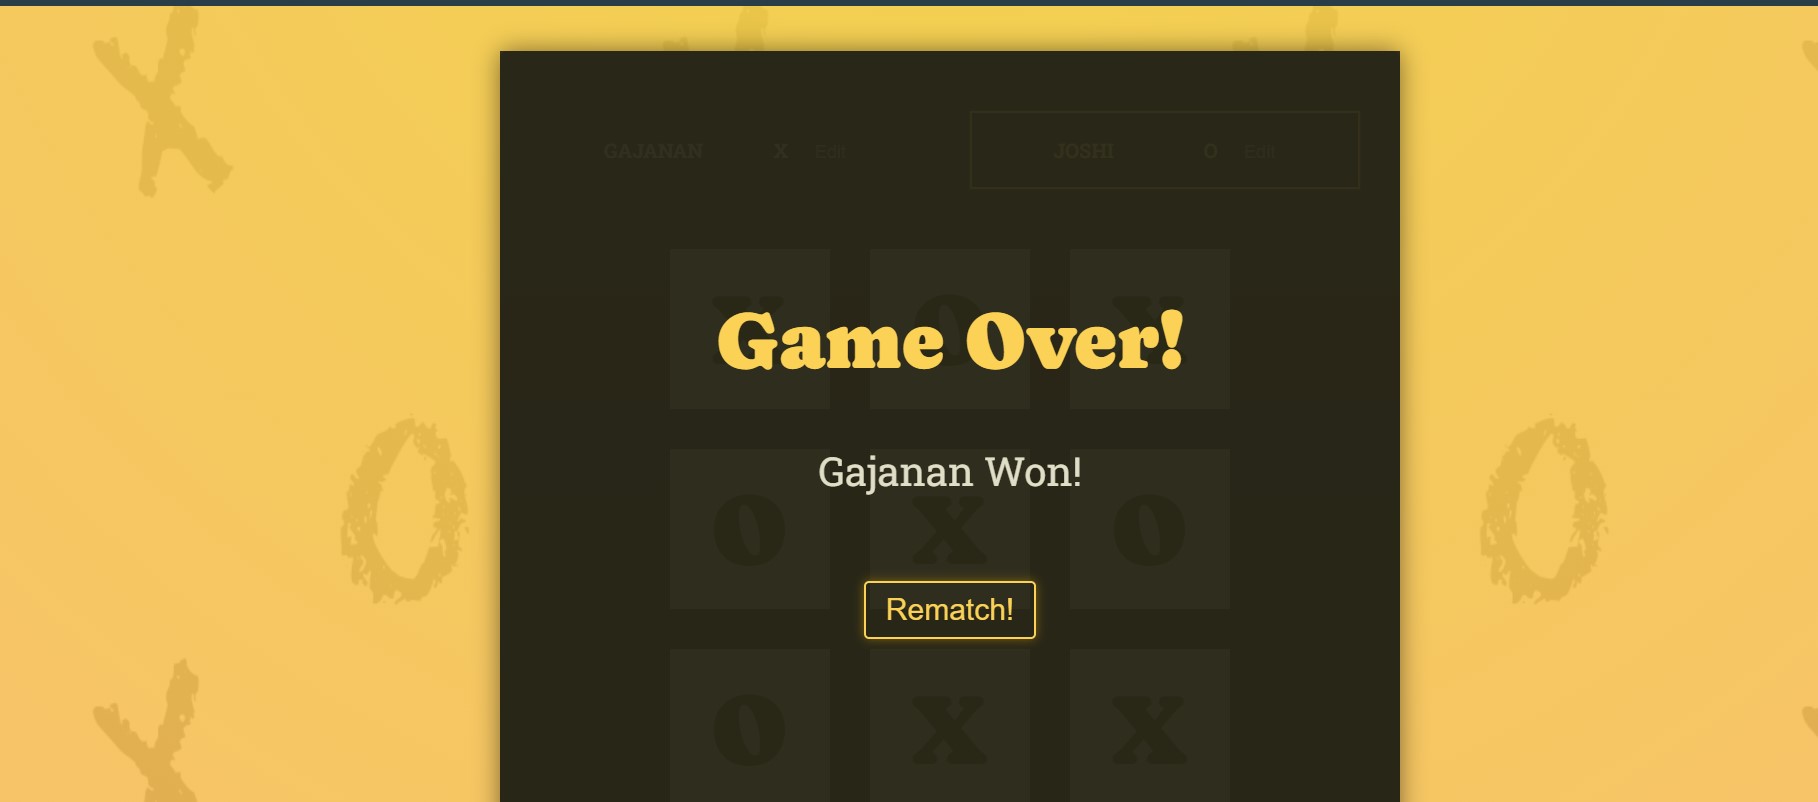 GAJANAN X Edit JOSHI O Edit
X O X
Game Over!
Gajanan Won!
O X O
Rematch!
O X X